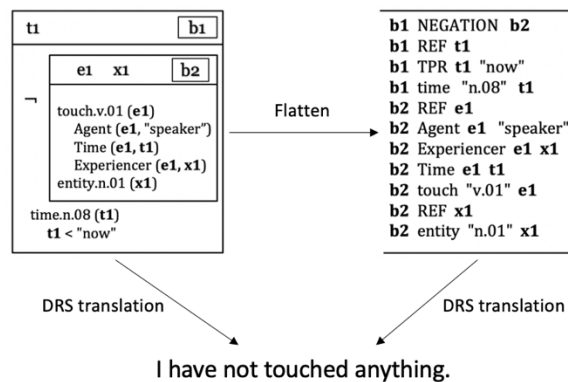 t1 b1
e1 x1 b2
¬
touch.v.01 (e1)
Agent (e1, "speaker")
Time (e1, t1)
Experiencer (e1, x1)
entity.n.01 (x1)
time.n.08 (t1)
t1 < "now"
Flatten
b1 NEGATION b2
b1 REF t1
b1 TPR t1 "now"
b1 time "n.08" t1
b2 REF e1
b2 Agent e1 "speaker"
b2 Experiencer e1 x1
b2 Time e1 t1
b2 touch "v.01" e1
b2 REF x1
b2 entity "n.01" x1
DRS translation
DRS translation
I have not touched anything.